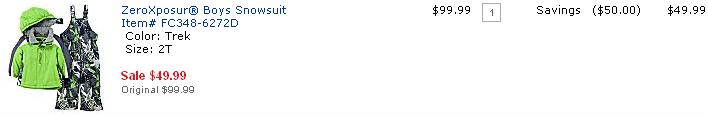 ZeroXposur® Boys Snowsuit $99.99 1 Savings ($50.00) $49.99
Item# FC348-6272D
Color: Trek
Size: 2T
Sale $49.99
Original $99.99